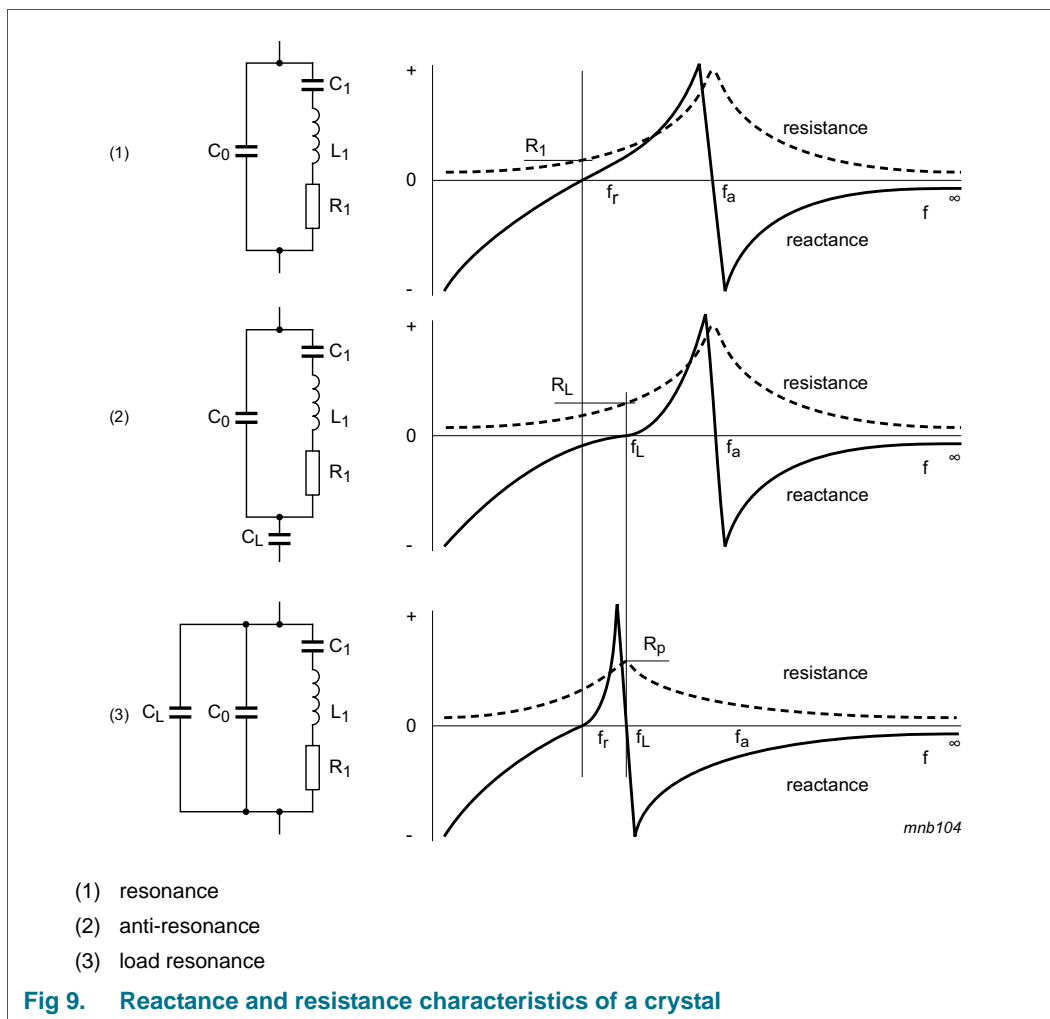 (1)
C0
C1
L1
R1
+
0
-
R1
fr
fa
resistance
f
∞
reactance
(2)
C0
C1
L1
R1
CL
+
0
-
RL
fL
fa
resistance
f
∞
reactance
(3)
CL
C0
C1
L1
R1
+
0
-
Rp
fr
fL
fa
resistance
f
∞
reactance
mnb104
(1) resonance
(2) anti-resonance
(3) load resonance
Fig 9. Reactance and resistance characteristics of a crystal